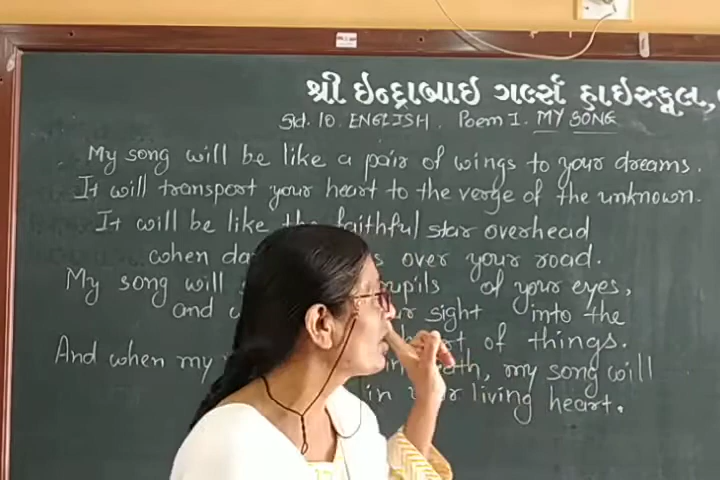 શ્રી ઇન્દ્રાબાઇ ગર્લ્સ હાઇસ્કૂલ,
Std. 10. ENGLISH. Poem 1. MY SONG
My song will be like a pair of wings to your dreams.
It will transport your heart to the verge of the unknown.
It will be like the faithful star overhead
when da over your road.
My song will pupils of your eyes,
and sight into the
of things.
And when my my song will
in living heart.